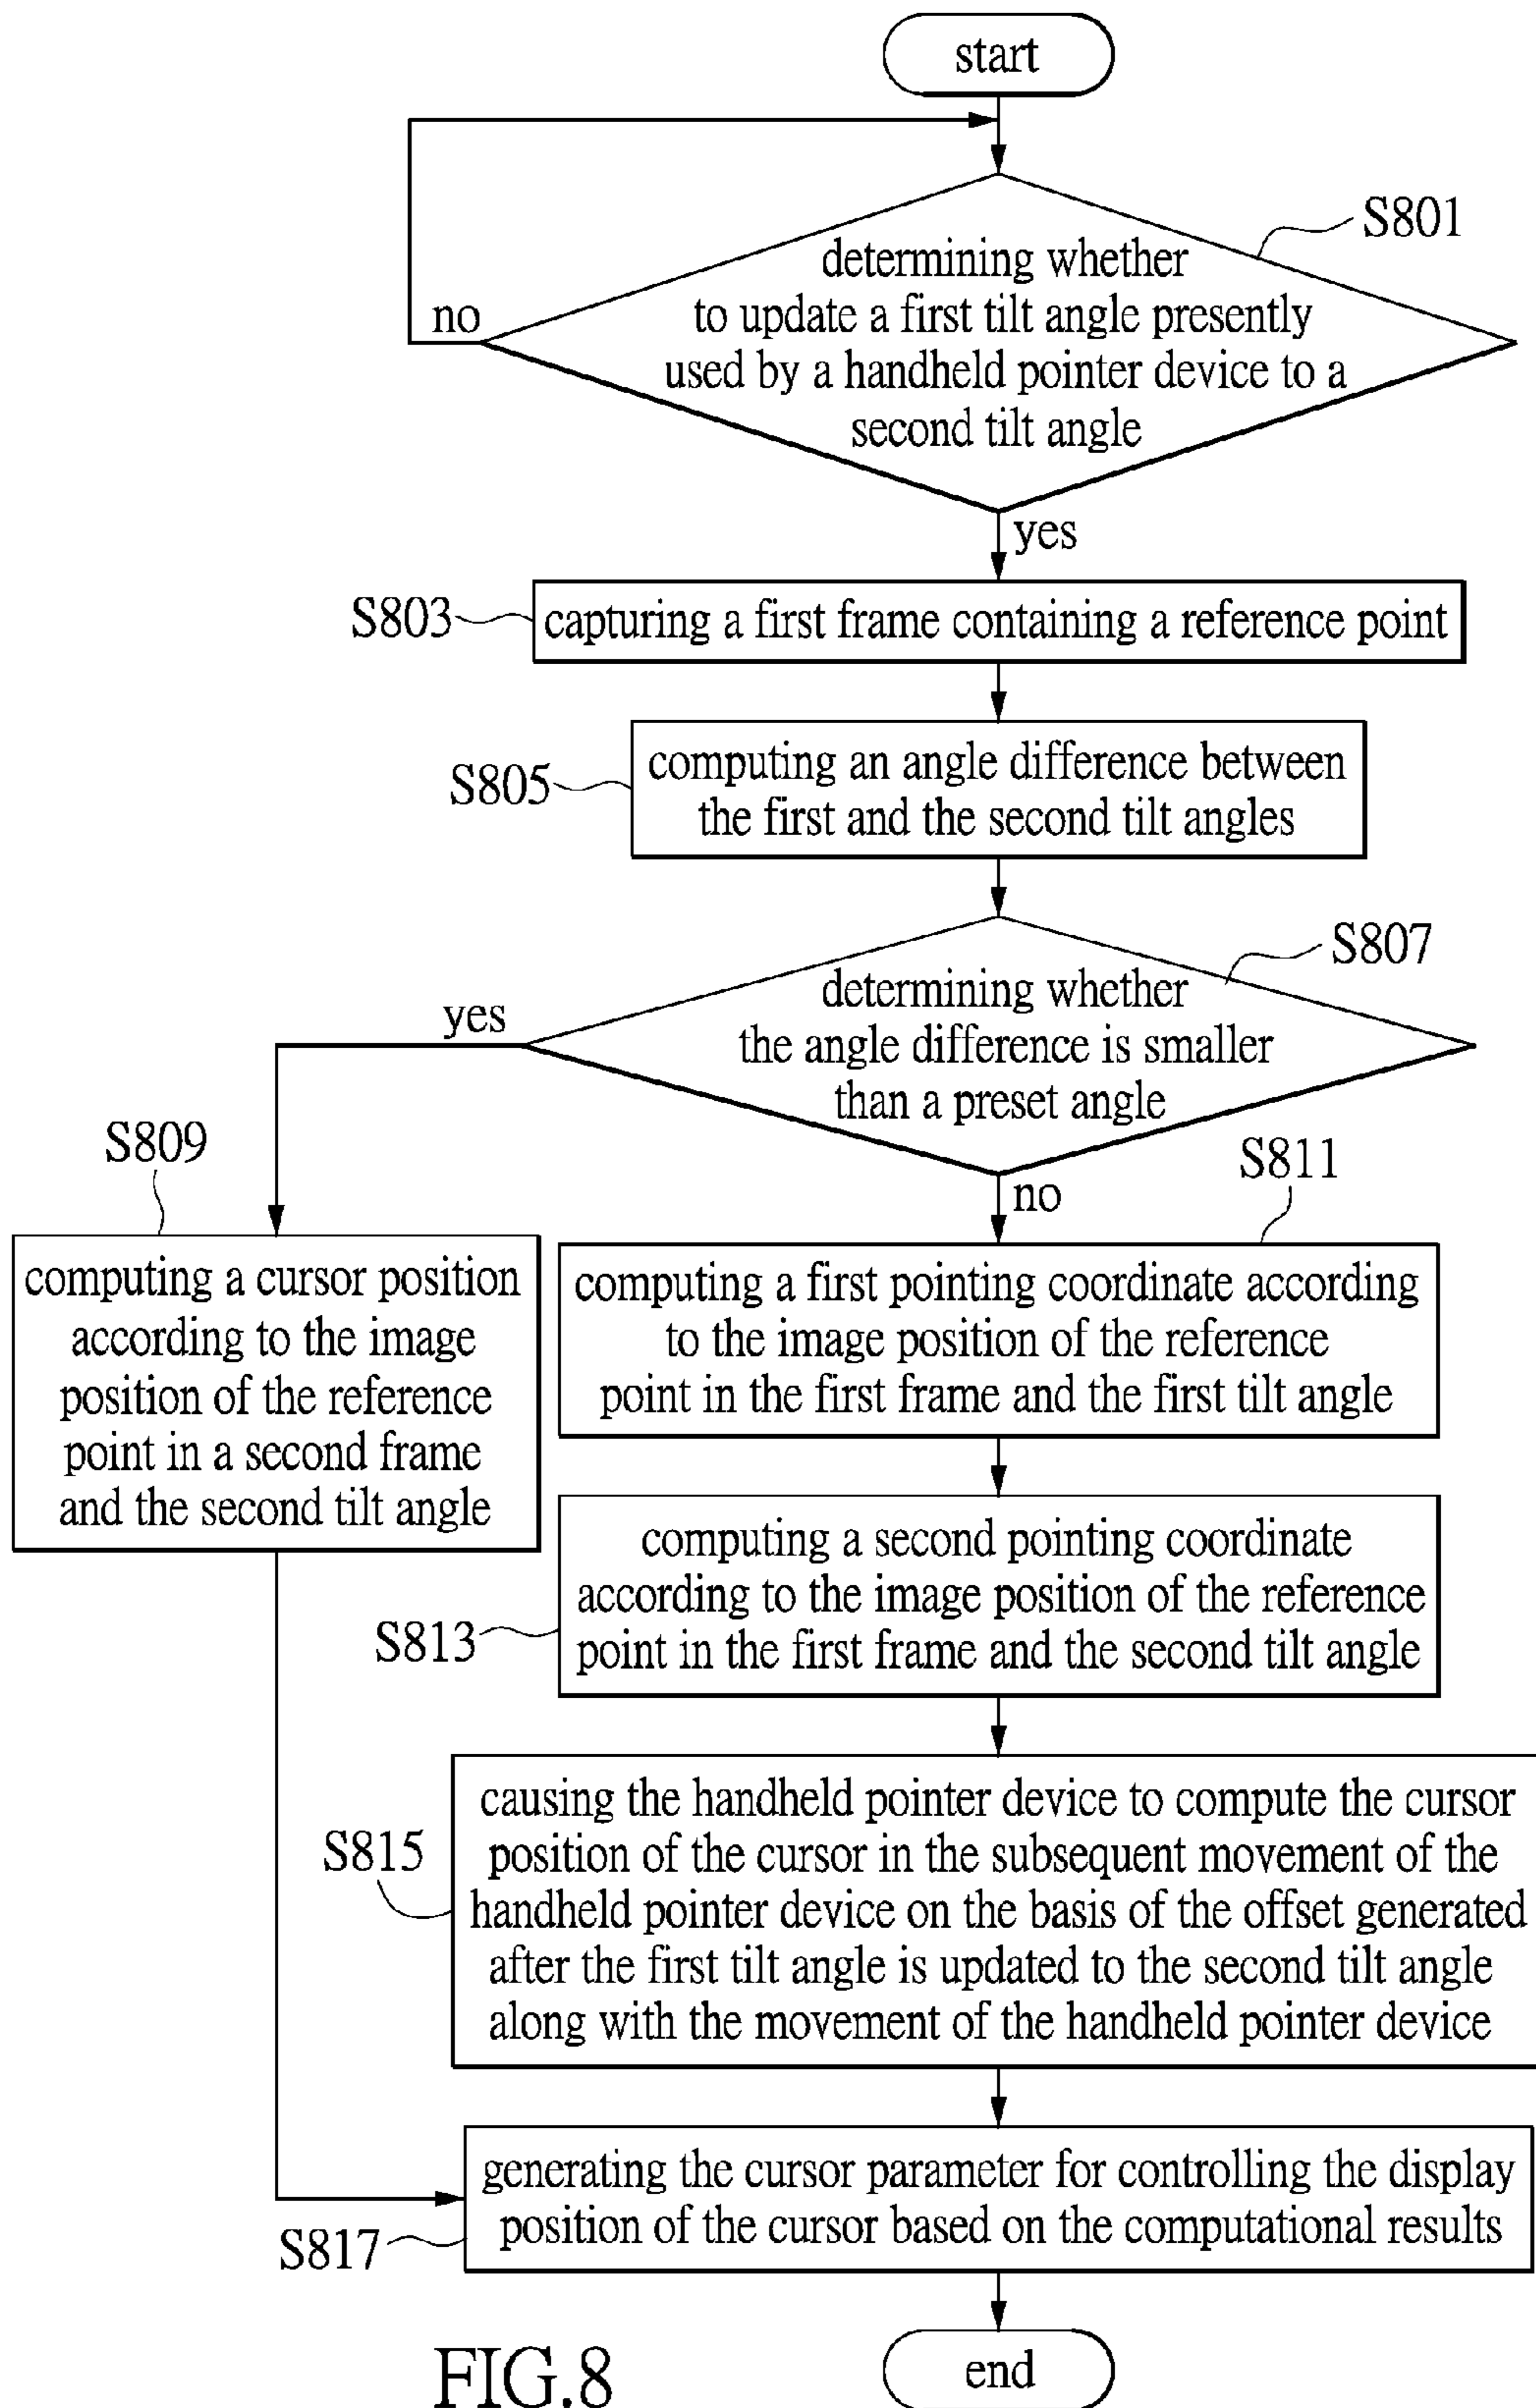 start
S801
determining whether
to update a first tilt angle presently
used by a handheld pointer device to a
second tilt angle
no
yes
S803
capturing a first frame containing a reference point
S805
computing an angle difference between
the first and the second tilt angles
S807
determining whether
the angle difference is smaller
than a preset angle
yes
no
S809
computing a cursor position
according to the image
position of the reference
point in a second frame
and the second tilt angle
S811
computing a first pointing coordinate according
to the image position of the reference
point in the first frame and the first tilt angle
S813
computing a second pointing coordinate
according to the image position of the reference
point in the first frame and the second tilt angle
S815
causing the handheld pointer device to compute the cursor
position of the cursor in the subsequent movement of the
handheld pointer device on the basis of the offset generated
after the first tilt angle is updated to the second tilt angle
along with the movement of the handheld pointer device
S817
generating the cursor parameter for controlling the display
position of the cursor based on the computational results
end
FIG.8